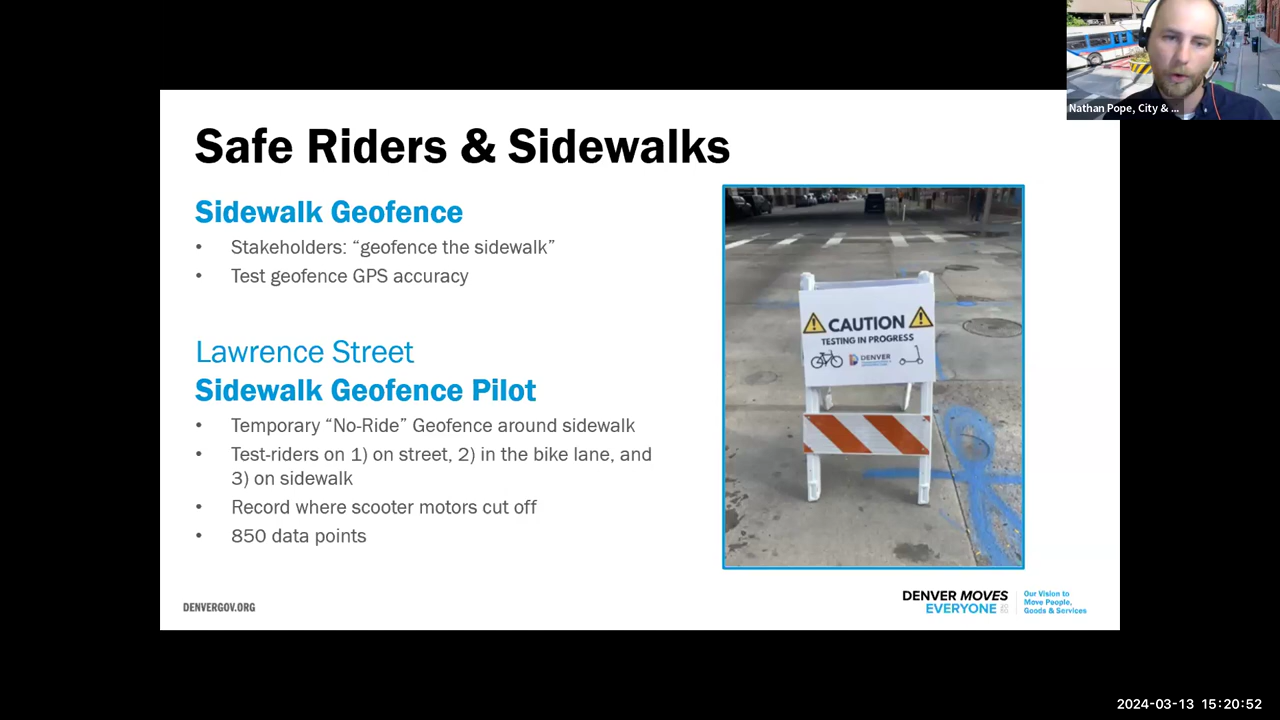 Nathan Pope, City & ...
Safe Riders & Sidewalks
Sidewalk Geofence
• Stakeholders: “geofence the sidewalk”
• Test geofence GPS accuracy
Lawrence Street
Sidewalk Geofence Pilot
• Temporary “No-Ride” Geofence around sidewalk
• Test-riders on 1) on street, 2) in the bike lane, and
3) on sidewalk
• Record where scooter motors cut off
• 850 data points
CAUTION
TESTING IN PROGRESS
DENVER
DENVERGOV.ORG
DENVER MOVES
EVERYONE
Our Vision to
Move People,
Goods & Services
2024-03-13 15:20:52